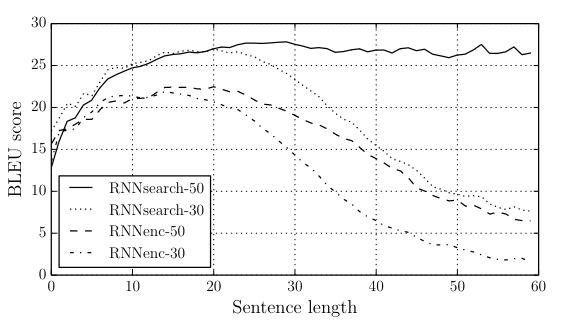 30
25
20
15
10
5
0
BLEU score
RNNsearch-50
RNNsearch-30
RNNenc-50
RNNenc-30
0 10 20 30 40 50 60
Sentence length